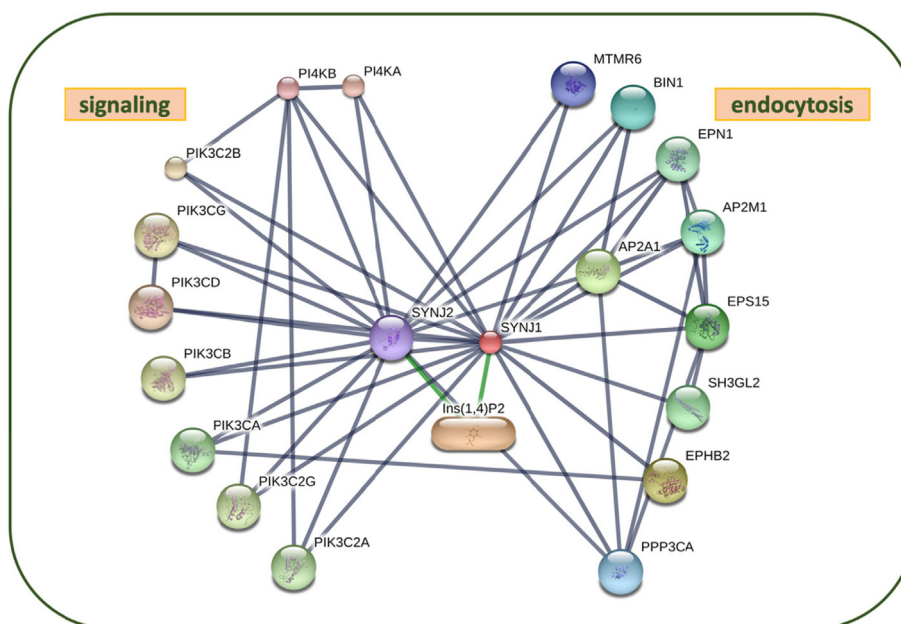 PI4KB
PI4KA
MTMR6
BIN1
signaling
endocytosis
EPN1
PIK3C2B
PIK3CG
AP2M1
AP2A1
PIK3CD
EPS15
SYNJ2
SYNJ1
PIK3CB
SH3GL2
Ins(1,4)P2
PIK3CA
EPHB2
PIK3C2G
PIK3C2A
PPP3CA